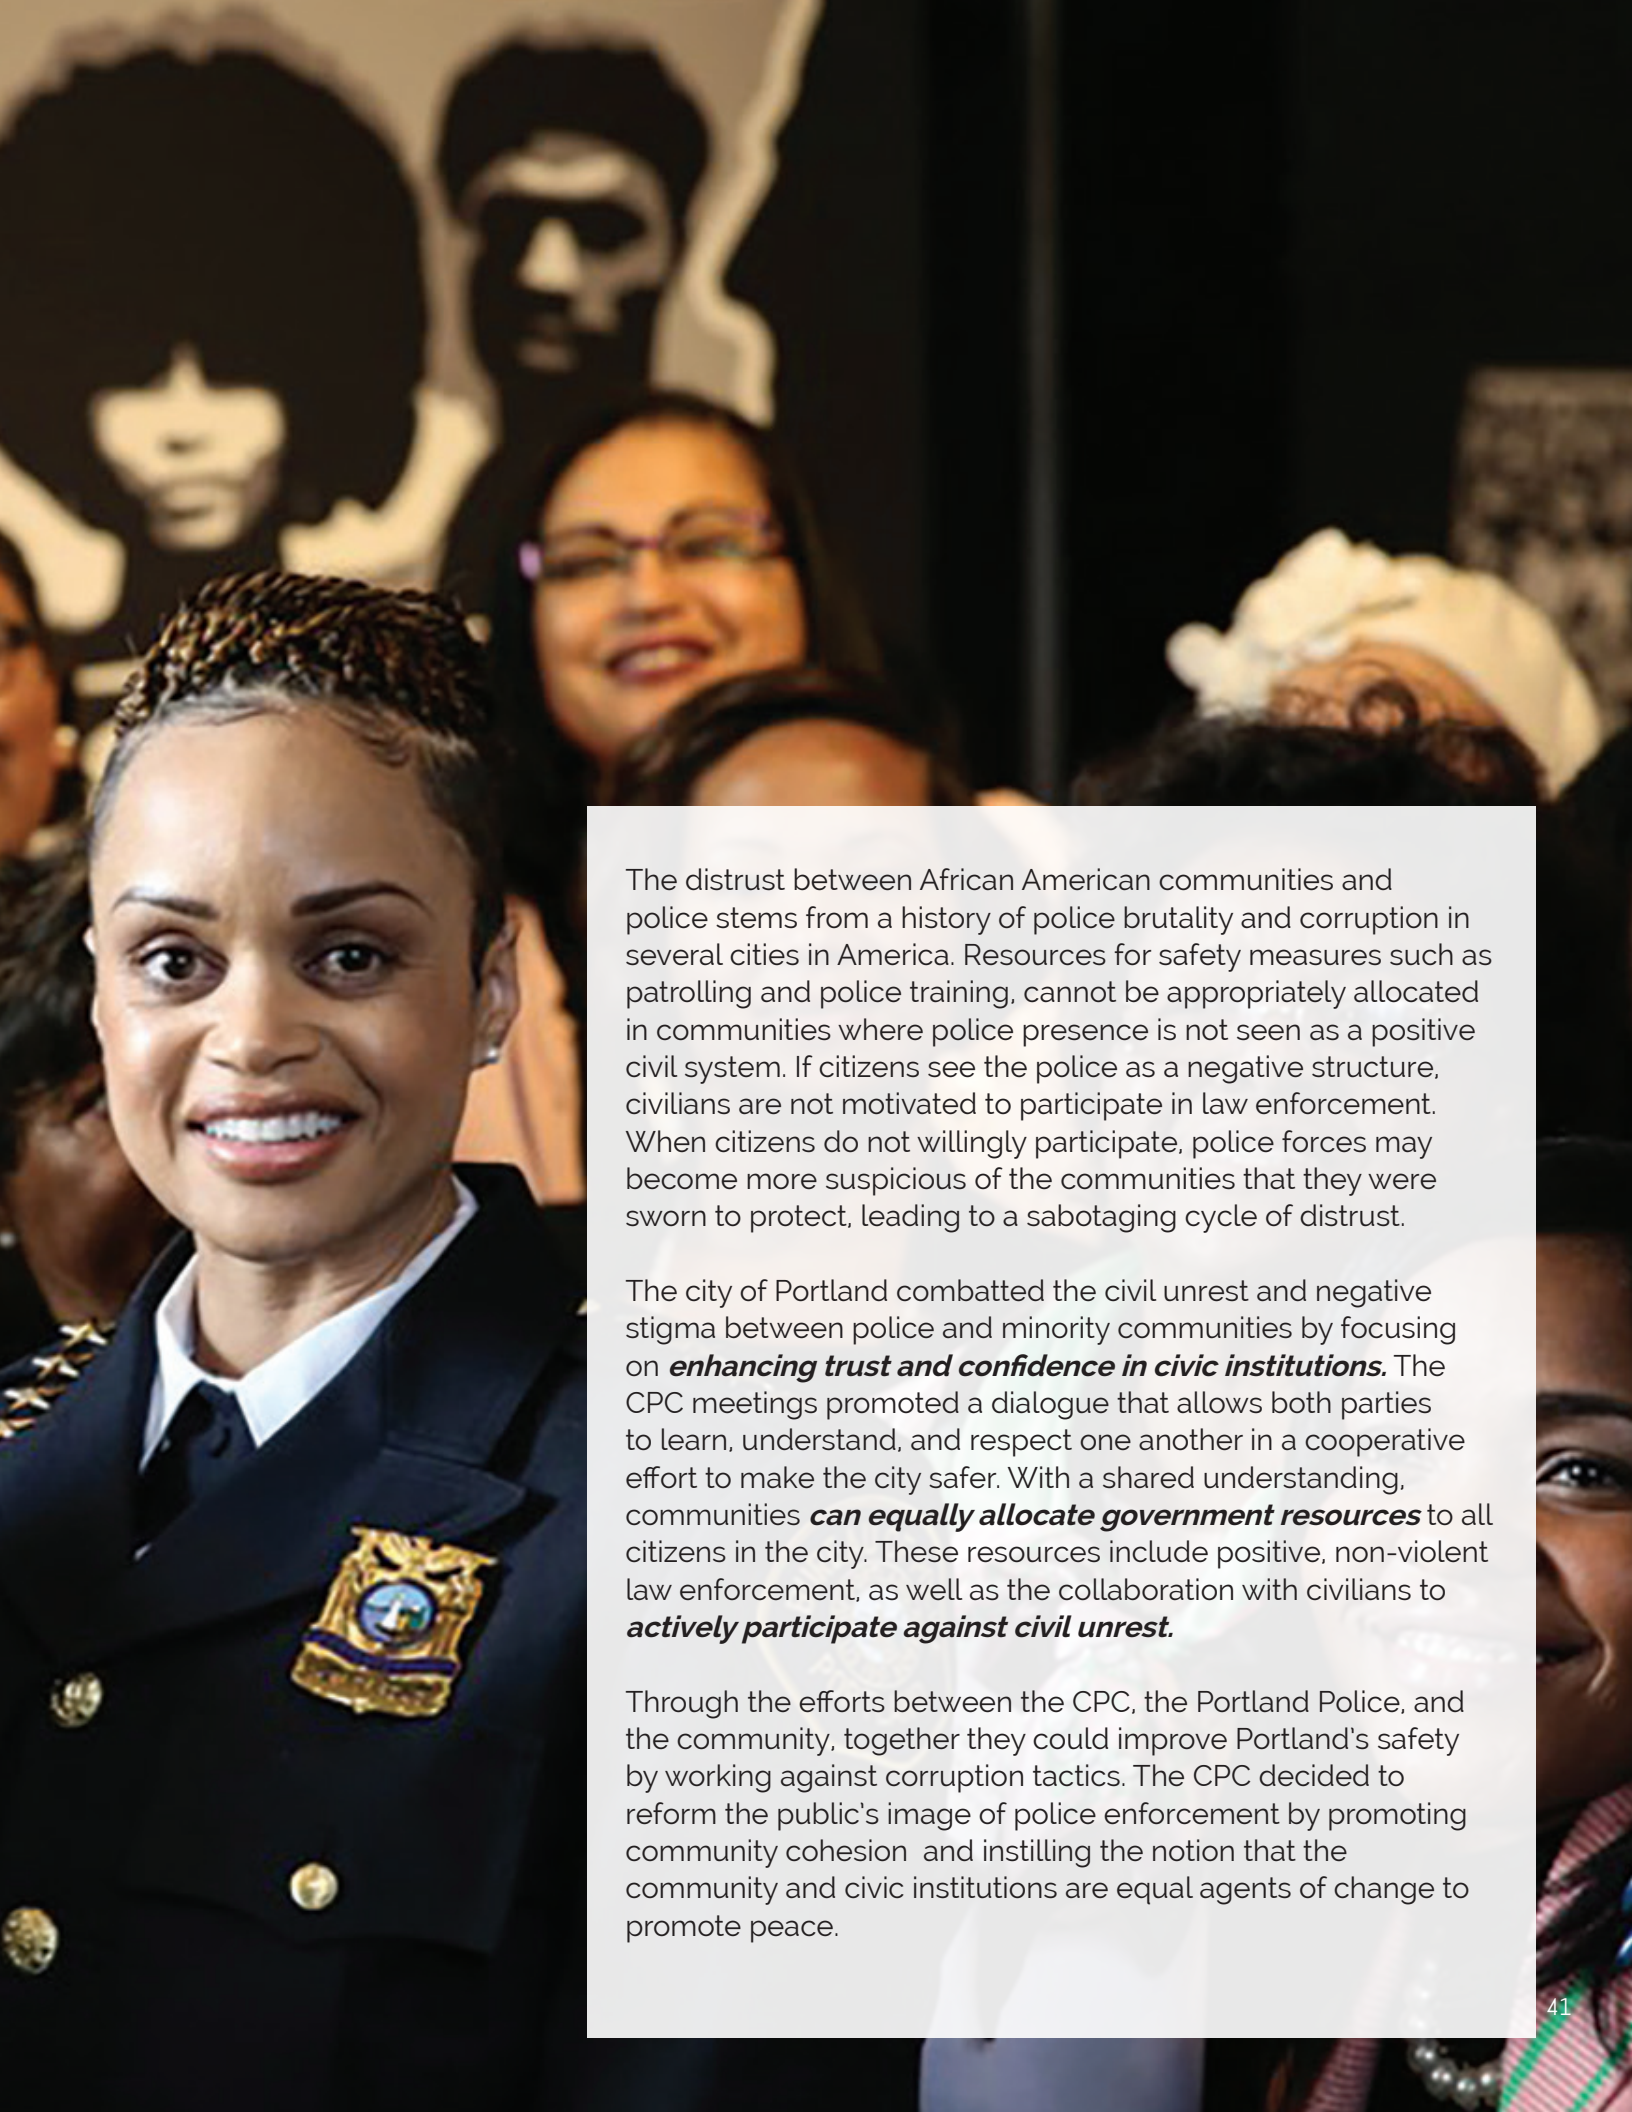 The distrust between African American communities and
police stems from a history of police brutality and corruption in
several cities in America. Resources for safety measures such as
patrolling and police training, cannot be appropriately allocated
in communities where police presence is not seen as a positive
civil system. If citizens see the police as a negative structure,
civilians are not motivated to participate in law enforcement.
When citizens do not willingly participate, police forces may
become more suspicious of the communities that they were
sworn to protect, leading to a sabotaging cycle of distrust.
The city of Portland combatted the civil unrest and negative
stigma between police and minority communities by focusing
on enhancing trust and confidence in civic institutions. The
CPC meetings promoted a dialogue that allows both parties
to learn, understand, and respect one another in a cooperative
effort to make the city safer. With a shared understanding,
communities can equally allocate government resources to all
citizens in the city. These resources include positive, non-violent
law enforcement, as well as the collaboration with civilians to
actively participate against civil unrest.
Through the efforts between the CPC, the Portland Police, and
the community, together they could improve Portland's safety
by working against corruption tactics. The CPC decided to
reform the public's image of police enforcement by promoting
community cohesion  and instilling the notion that the
community and civic institutions are equal agents of change to
promote peace.
41